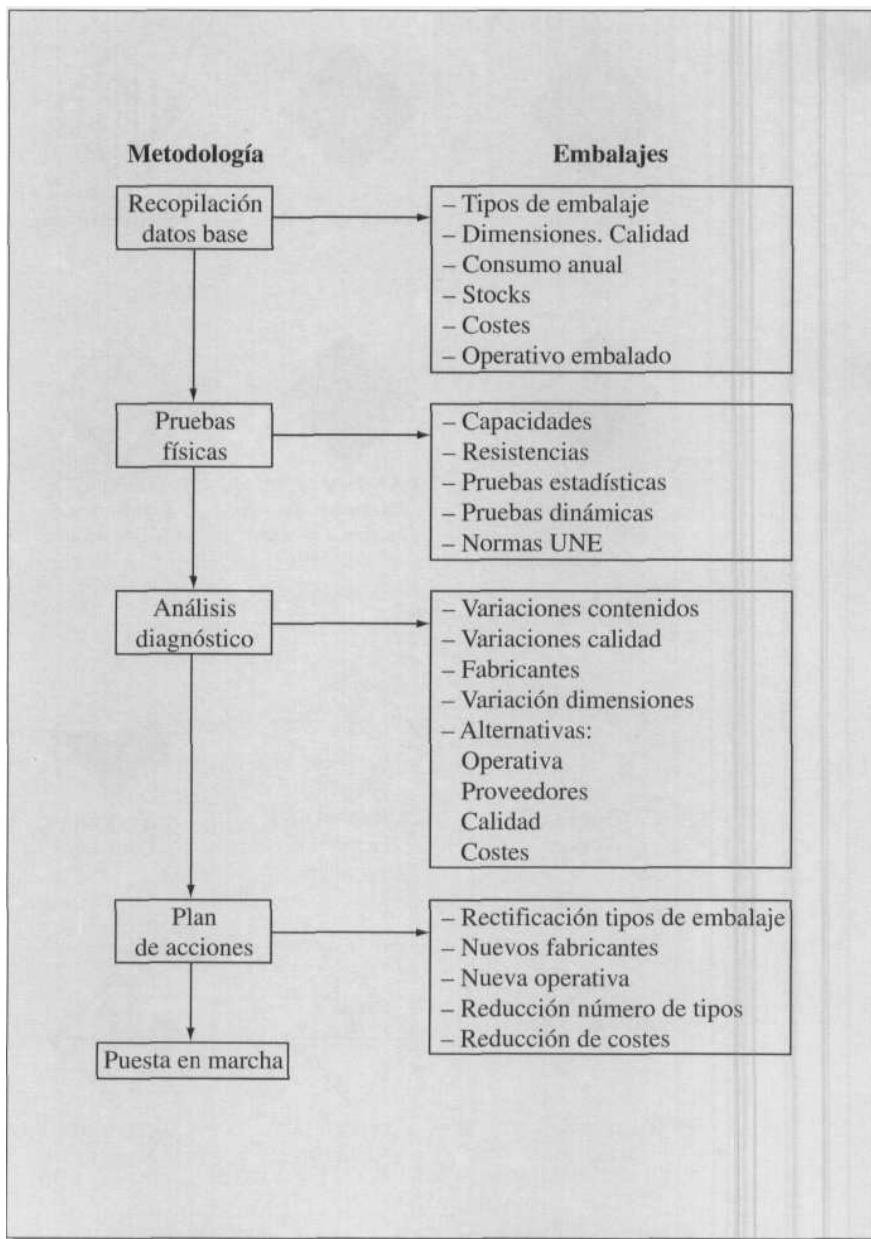 Metodología
Embalajes
Recopilación
datos base
– Tipos de embalaje
– Dimensiones. Calidad
– Consumo anual
– Stocks
– Costes
– Operativo embalado
Pruebas
físicas
– Capacidades
– Resistencias
– Pruebas estadísticas
– Pruebas dinámicas
– Normas UNE
Análisis
diagnóstico
– Variaciones contenidos
– Variaciones calidad
– Fabricantes
– Variación dimensiones
– Alternativas:
Operativa
Proveedores
Calidad
Costes
Plan
de acciones
– Rectificación tipos de embalaje
– Nuevos fabricantes
– Nueva operativa
– Reducción número de tipos
– Reducción de costes
Puesta en marcha